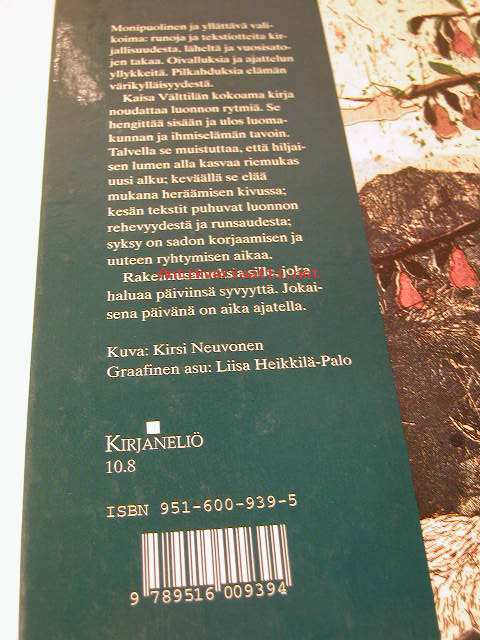 Monipuolinen ja yllättävä vali-
koima: runoja ja tekstiotteita kir-
jallisuudesta, läheltä ja vuosisato-
jen takaa. Oivalluksia ja ajattelun
yllykkeitä. Pilkahduksia elämän
värikylläisyydestä.
Kaisa Välttilän kokoama kirja
noudattaa luonnon rytmiä. Se
hengittää sisään ja ulos luoma-
kunnan ja ihmiselämän tavoin.
Talvella se muistuttaa, että hiljai-
sen lumen alla kasvaa riemukas
uusi alku; keväällä se elää
mukana heräämisen kivussa;
kesän tekstit puhuvat luonnon
rehevyydestä ja runsaudesta;
syksy on sadon korjaamisen ja
uuteen ryhtymisen aikaa.
joka
haluaa päiviinsä syvyyttä. Jokai-
sena päivänä on aika ajatella.
Kuva: Kirsi Neuvonen
Graafinen asu: Liisa Heikkilä-Palo
KIRJANELIÖ
10.8
ISBN 951-600-939-5
9 789516 009394